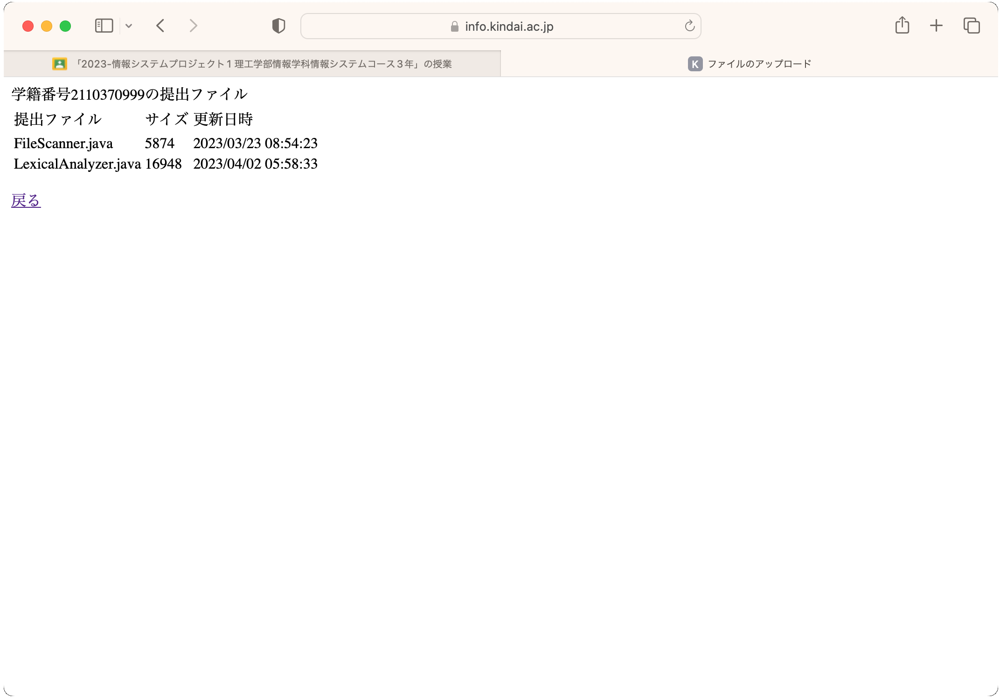 info.kindai.ac.jp
「2023-情報システムプロジェクト１理工学部情報学科情報システムコース３年」の授業
K ファイルのアップロード
学籍番号2110370999の提出ファイル
提出ファイル サイズ 更新日時
FileScanner.java 5874 2023/03/23 08:54:23
LexicalAnalyzer.java 16948 2023/04/02 05:58:33
戻る